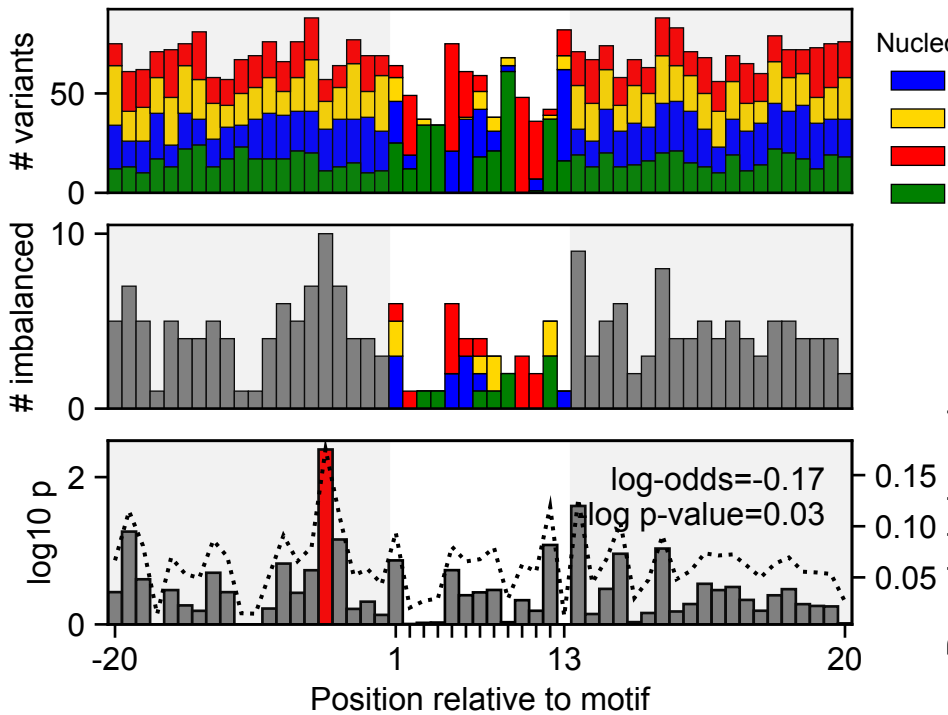 # variants
50
0
Nucle
# imbalanced
10
0
log10 p
2
0
log-odds=-0.17
log p-value=0.03
0.15
0.10
0.05
-20
1
13
20
Position relative to motif